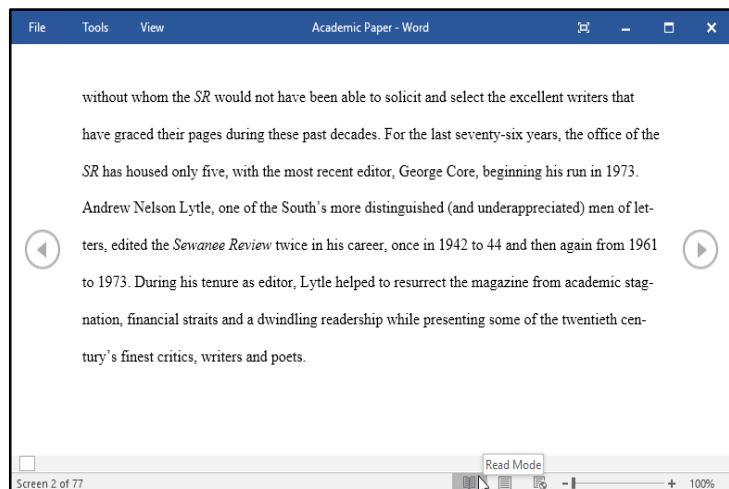 File Tools View Academic Paper - Word
without whom the SR would not have been able to solicit and select the excellent writers that
have graced their pages during these past decades. For the last seventy-six years, the office of the
SR has housed only five, with the most recent editor, George Core, beginning his run in 1973.
Andrew Nelson Lytle, one of the South's more distinguished (and underappreciated) men of let-
ters, edited the Sewanee Review twice in his career, once in 1942 to 44 and then again from 1961
to 1973. During his tenure as editor, Lytle helped to resurrect the magazine from academic stag-
nation, financial straits and a dwindling readership while presenting some of the twentieth cen-
tury's finest critics, writers and poets.
Read Mode
Screen 2 of 77 100%